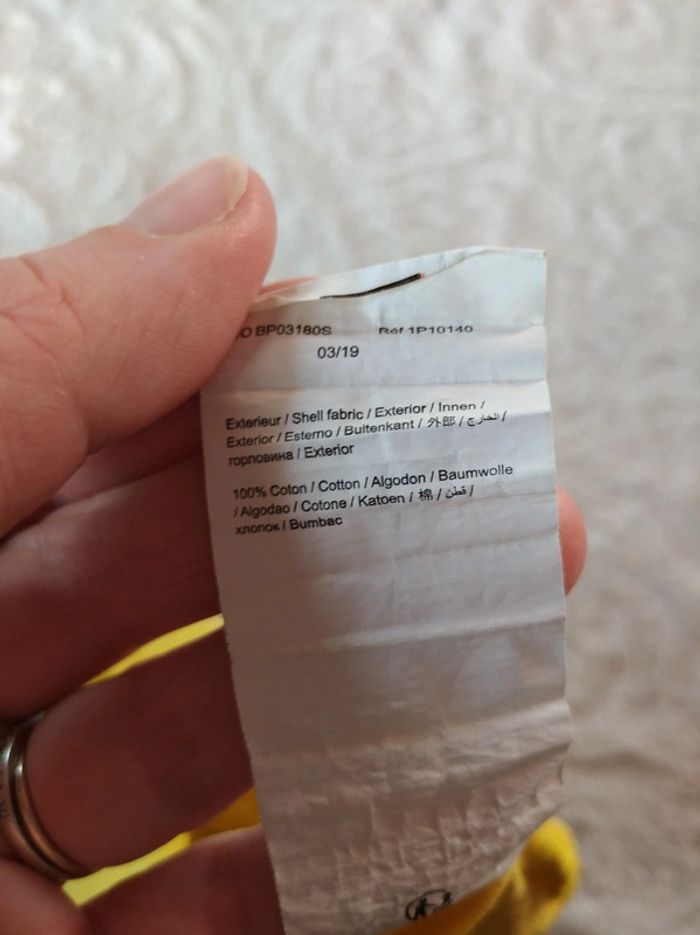 O BP03180S Réf 1P10140
03/19
Exterieur / Shell fabric / Exterior / Innen /
Exterior / Esterno / Buitenkant / 外部 / الخارج /
горловина / Exterior
100% Coton / Cotton / Algodon / Baumwolle
/ Algodao / Cotone / Katoen / 棉 / قطن /
хлопок / Bumbac